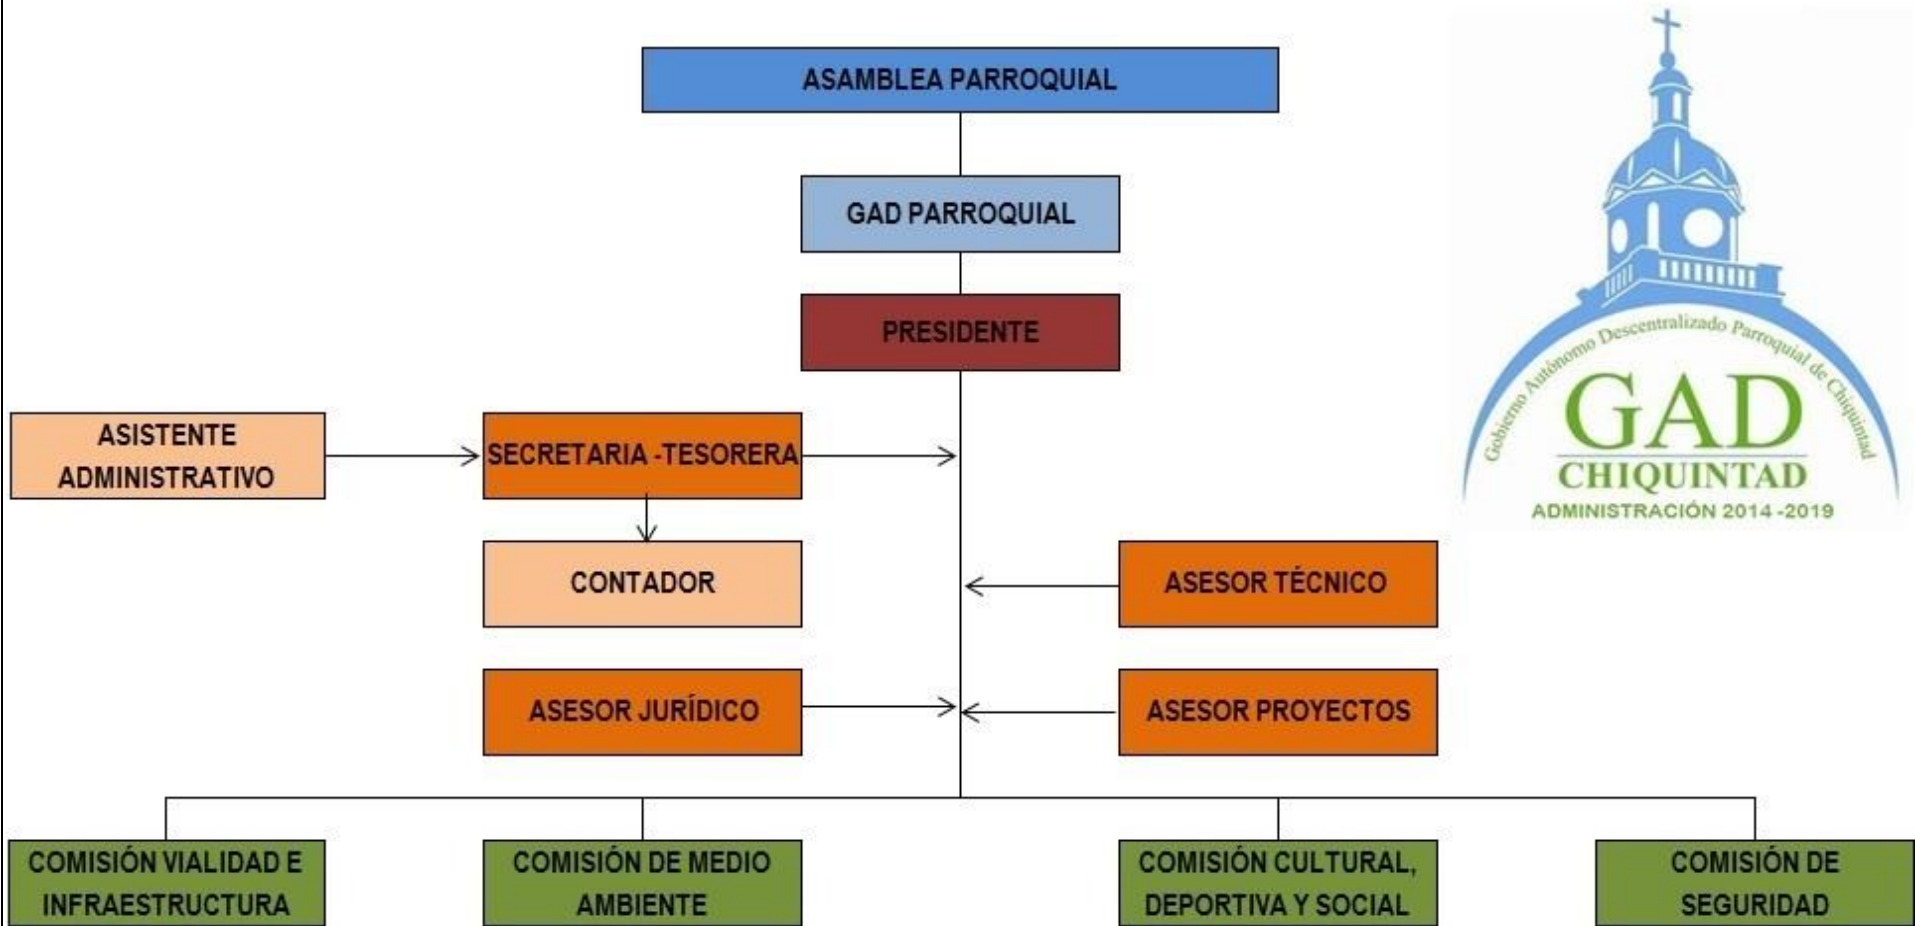 ASAMBLEA PARROQUIAL
GAD PARROQUIAL
PRESIDENTE
Gobierno Autónomo Descentralizado Parroquial de Chiquintad
GAD
CHIQUINTAD
ADMINISTRACIÓN 2014 -2019
ASISTENTE
ADMINISTRATIVO
SECRETARIA -TESORERA
CONTADOR
ASESOR TÉCNICO
ASESOR JURÍDICO
ASESOR PROYECTOS
COMISIÓN VIALIDAD E
INFRAESTRUCTURA
COMISIÓN DE MEDIO
AMBIENTE
COMISIÓN CULTURAL,
DEPORTIVA Y SOCIAL
COMISIÓN DE
SEGURIDAD